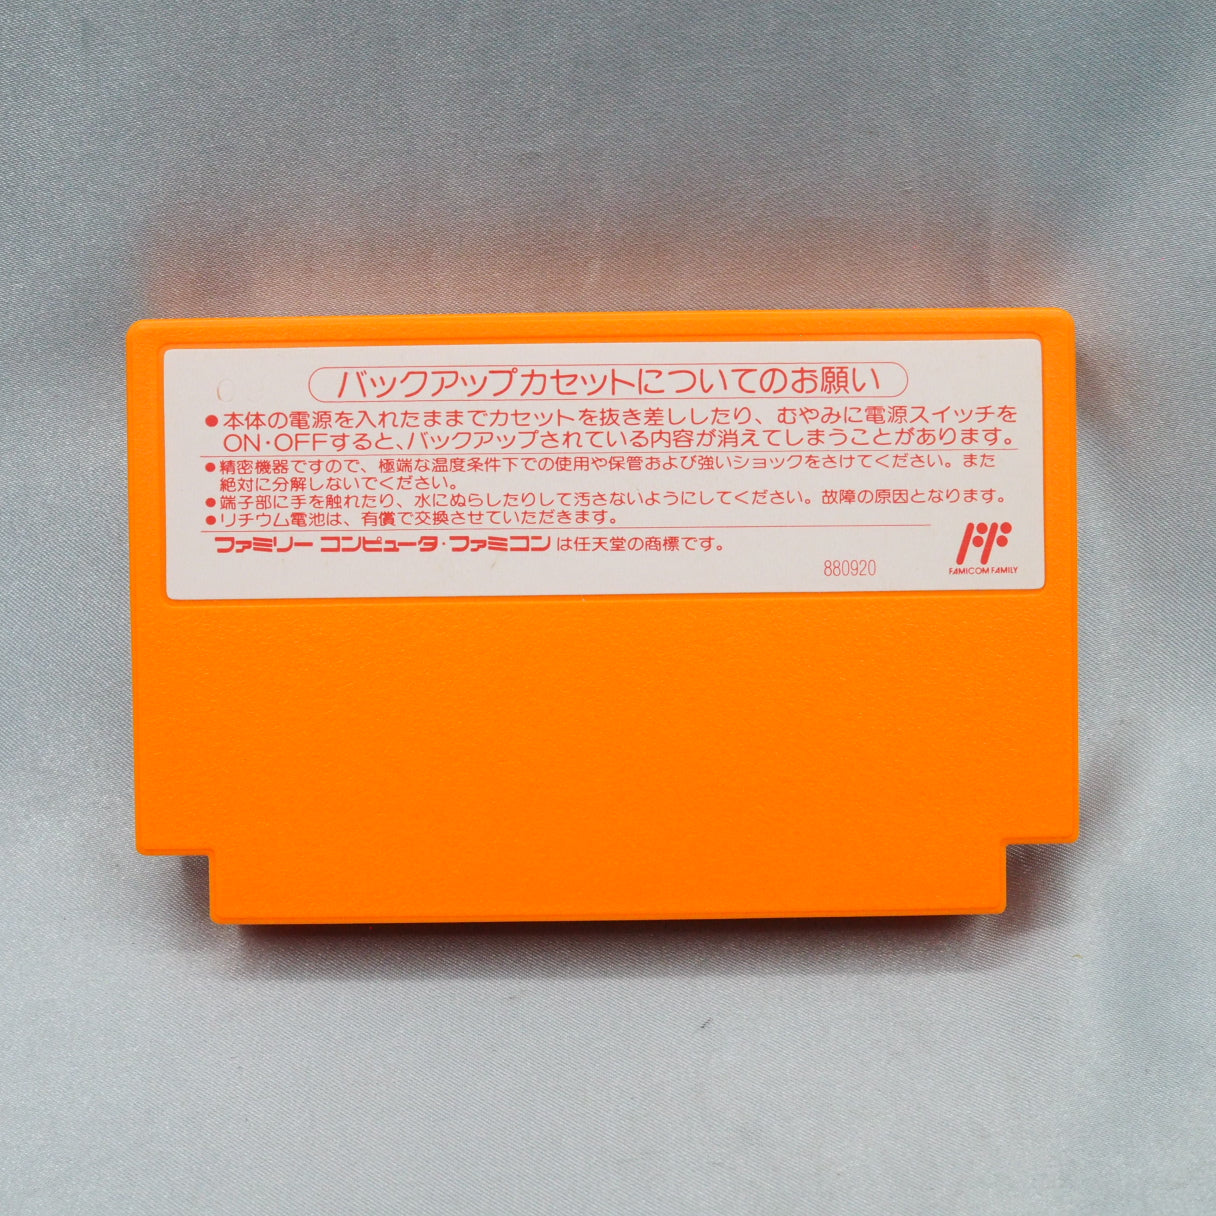 バックアップカセットについてのお願い
●本体の電源を入れたままでカセットを抜き差ししたり、むやみに電源スイッチを
ON・OFFすると、バックアップされている内容が消えてしまうことがあります。
●精密機器ですので、極端な温度条件下での使用や保管および強いショックをさけてください。また
絶対に分解しないでください。
●端子部に手を触れたり、水にぬらしたりして汚さないようにしてください。故障の原因となります。
●リチウム電池は、有償で交換させていただきます。
ファミリー コンピュータ・ファミコン は任天堂の商標です。
880920
FAMICOM FAMILY